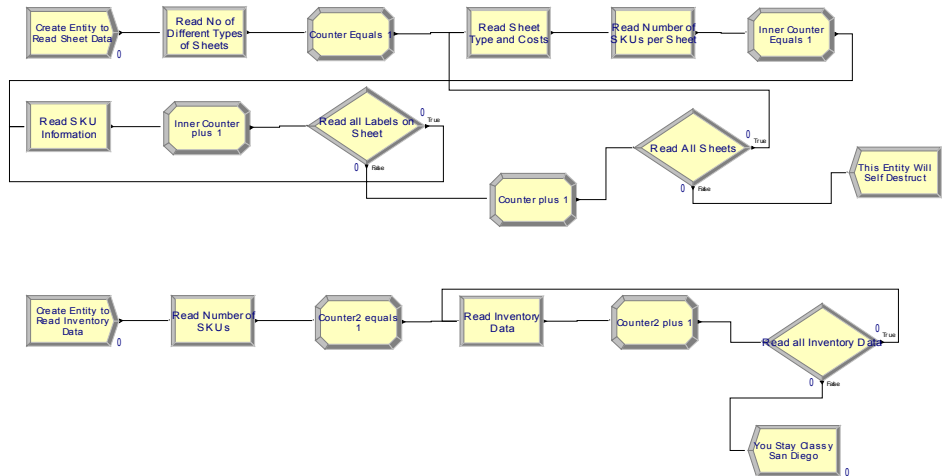 Create Entity to
Read Sheet Data
0
Read No of
Different Types
of Sheets
Counter Equals 1
Read Sheet
Type and Costs
Read Number of
SKUs per Sheet
Inner Counter
Equals 1
Read SKU
Information
Inner Counter
plus 1
Read all Labels on
Sheet
0
True
0
False
Counter plus 1
Read All Sheets
0
True
0
False
This Entity Will
Self Destruct
0
Create Entity to
Read Inventory
Data
0
Read Number of
SKUs
Counter2 equals
1
Read Inventory
Data
Counter2 plus 1
Read all Inventory Data
0
True
0
False
You Stay Classy
San Diego
0